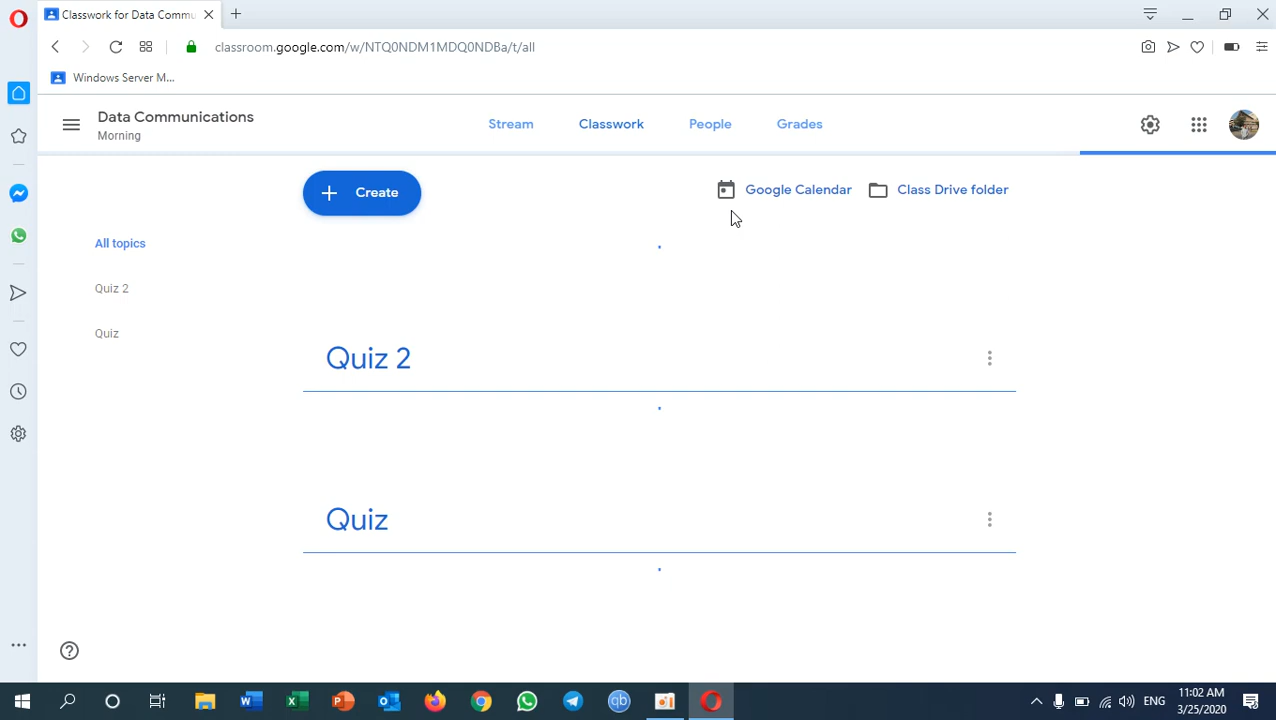 Classwork for Data Commu
classroom.google.com/w/NTQ0NDM1MDQ0NDBa/t/all
Windows Server M...
Data Communications
Morning
Stream
Classwork
People
Grades
Create
Google Calendar
Class Drive folder
All topics
Quiz 2
Quiz
Quiz 2
Quiz
ENG
11:02 AM
3/25/2020